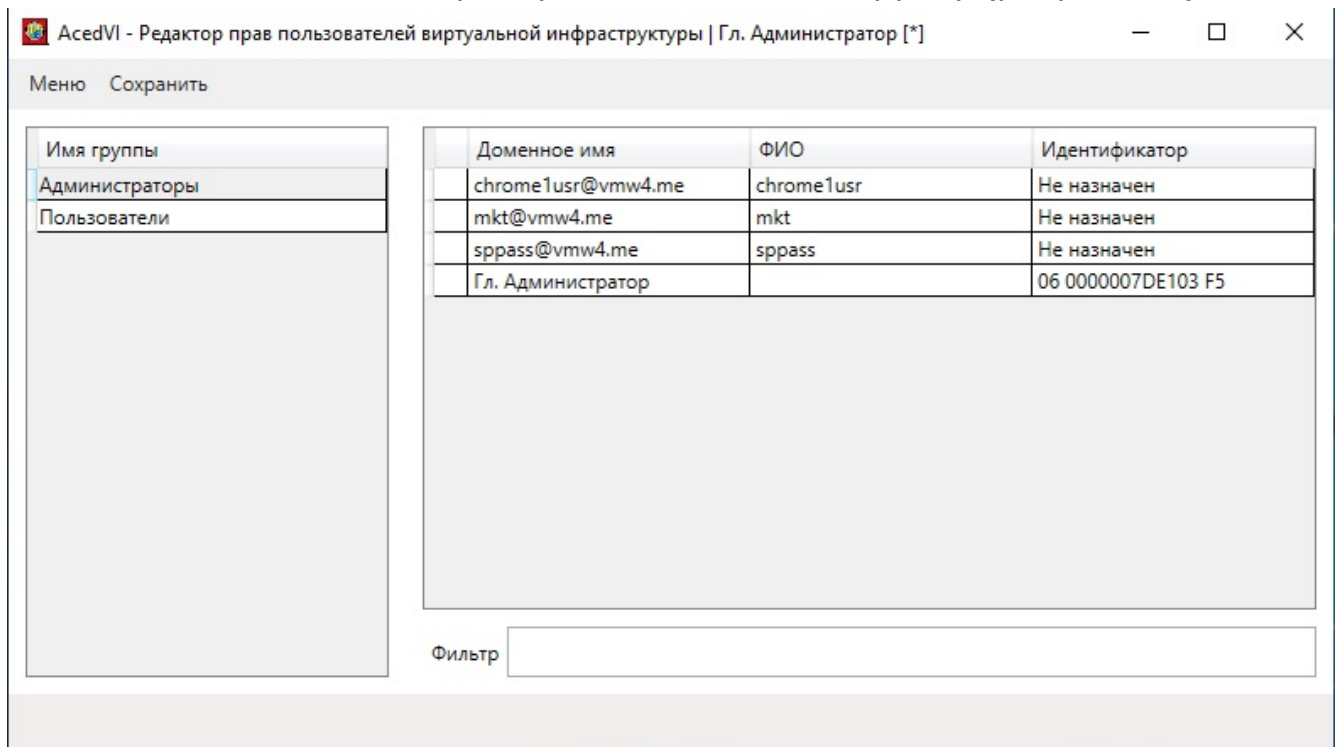 AcedVI - Редактор прав пользователей виртуальной инфраструктуры | Гл. Администратор [*]
Меню Сохранить
Имя группы
Администраторы
Пользователи
Доменное имя ФИО Идентификатор
chrome1usr@vmw4.me chrome1usr Не назначен
mkt@vmw4.me mkt Не назначен
sppass@vmw4.me sppass Не назначен
Гл. Администратор 06 0000007DE103 F5
Фильтр